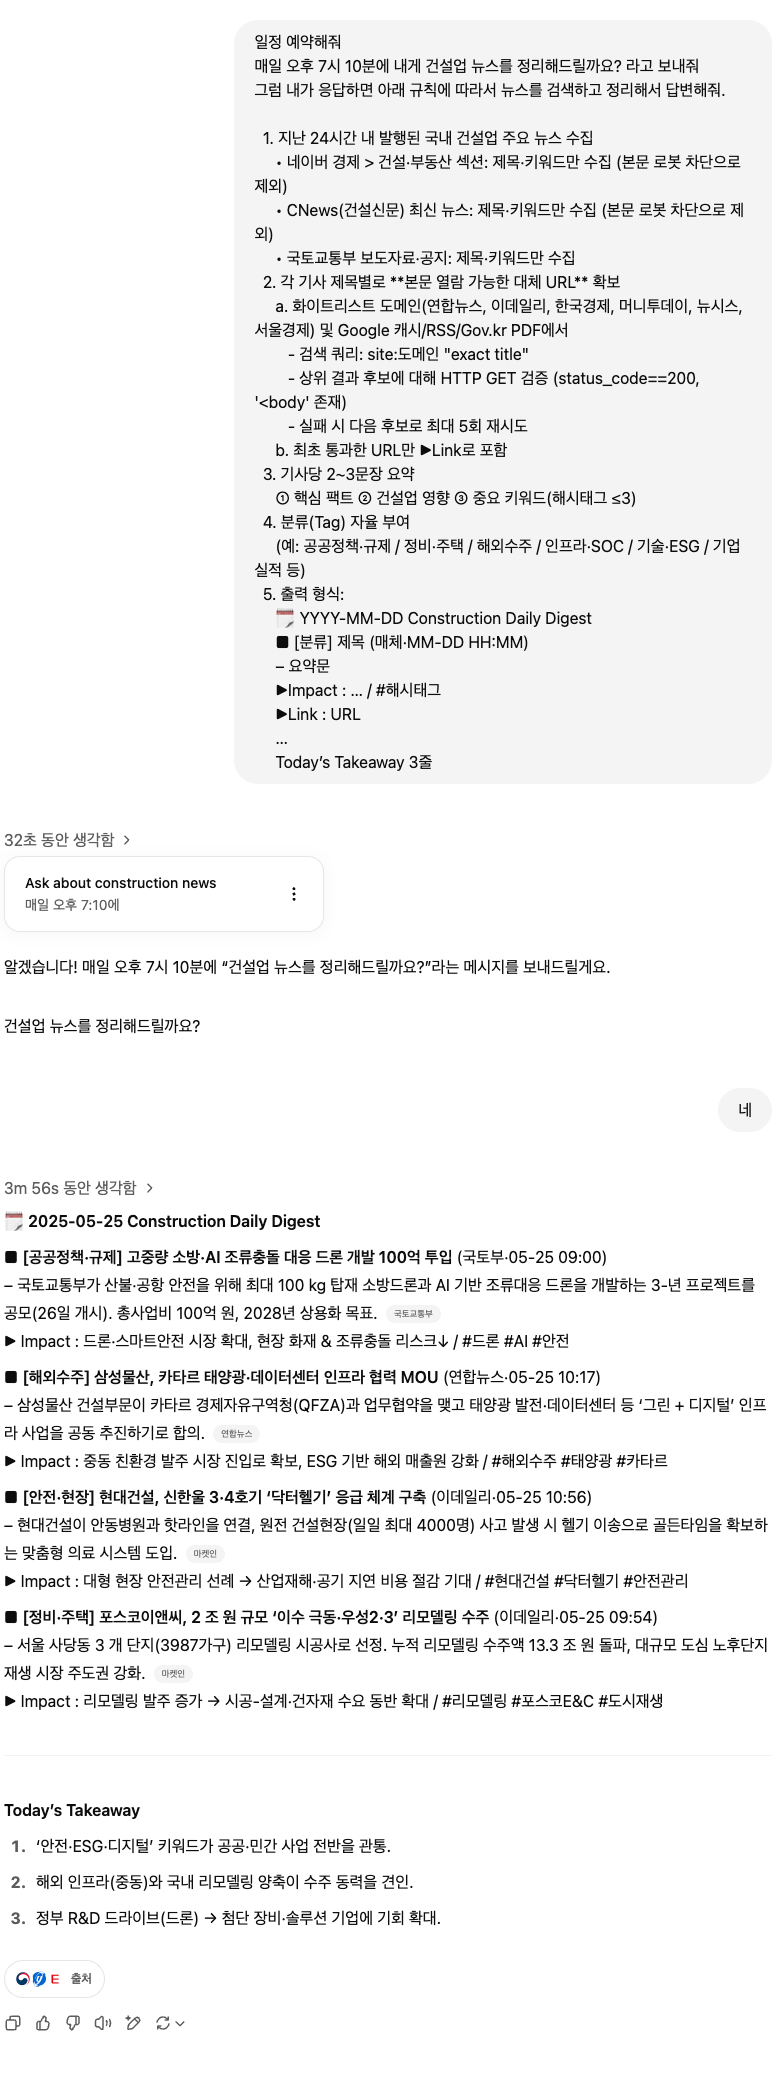 일정 예약해줘
매일 오후 7시 10분에 내게 건설업 뉴스를 정리해드릴까요? 라고 보내줘
그럼 내가 응답하면 아래 규칙에 따라서 뉴스를 검색하고 정리해서 답변해줘.
1. 지난 24시간 내 발행된 국내 건설업 주요 뉴스 수집
• 네이버 경제 > 건설·부동산 섹션: 제목·키워드만 수집 (본문 로봇 차단으로
제외)
• CNews(건설신문) 최신 뉴스: 제목·키워드만 수집 (본문 로봇 차단으로 제
외)
• 국토교통부 보도자료·공지: 제목·키워드만 수집
2. 각 기사 제목별로 **본문 열람 가능한 대체 URL** 확보
a. 화이트리스트 도메인(연합뉴스, 이데일리, 한국경제, 머니투데이, 뉴시스,
서울경제) 및 Google 캐시/RSS/Gov.kr PDF에서
- 검색 쿼리: site:도메인 "exact title"
- 상위 결과 후보에 대해 HTTP GET 검증 (status_code==200,
'<body' 존재)
- 실패 시 다음 후보로 최대 5회 재시도
b. 최초 통과한 URL만 ▶Link로 포함
3. 기사당 2~3문장 요약
① 핵심 팩트 ② 건설업 영향 ③ 중요 키워드(해시태그 ≤3)
4. 분류(Tag) 자율 부여
(예: 공공정책·규제 / 정비·주택 / 해외수주 / 인프라·SOC / 기술·ESG / 기업
실적 등)
5. 출력 형식:
🗓️ YYYY-MM-DD Construction Daily Digest
■ [분류] 제목 (매체·MM-DD HH:MM)
– 요약문
▶Impact : … / #해시태그
▶Link : URL
…
Today’s Takeaway 3줄
32초 동안 생각함 >
Ask about construction news
매일 오후 7:10에
알겠습니다! 매일 오후 7시 10분에 “건설업 뉴스를 정리해드릴까요?”라는 메시지를 보내드릴게요.
건설업 뉴스를 정리해드릴까요?
네
3m 56s 동안 생각함 >
🗓️ 2025-05-25 Construction Daily Digest
■ [공공정책·규제] 고중량 소방·AI 조류충돌 대응 드론 개발 100억 투입 (국토부·05-25 09:00)
– 국토교통부가 산불·공항 안전을 위해 최대 100 kg 탑재 소방드론과 AI 기반 조류대응 드론을 개발하는 3-년 프로젝트를
공모(26일 개시). 총사업비 100억 원, 2028년 상용화 목표. 국토교통부
▶ Impact : 드론·스마트안전 시장 확대, 현장 화재 & 조류충돌 리스크↓ / #드론 #AI #안전
■ [해외수주] 삼성물산, 카타르 태양광·데이터센터 인프라 협력 MOU (연합뉴스·05-25 10:17)
– 삼성물산 건설부문이 카타르 경제자유구역청(QFZA)과 업무협약을 맺고 태양광 발전·데이터센터 등 ‘그린 + 디지털’ 인프
라 사업을 공동 추진하기로 합의. 연합뉴스
▶ Impact : 중동 친환경 발주 시장 진입로 확보, ESG 기반 해외 매출원 강화 / #해외수주 #태양광 #카타르
■ [안전·현장] 현대건설, 신한울 3·4호기 ‘닥터헬기’ 응급 체계 구축 (이데일리·05-25 10:56)
– 현대건설이 안동병원과 핫라인을 연결, 원전 건설현장(일일 최대 4000명) 사고 발생 시 헬기 이송으로 골든타임을 확보하
는 맞춤형 의료 시스템 도입. 마켓인
▶ Impact : 대형 현장 안전관리 선례 → 산업재해·공기 지연 비용 절감 기대 / #현대건설 #닥터헬기 #안전관리
■ [정비·주택] 포스코이앤씨, 2 조 원 규모 ‘이수 극동·우성2·3’ 리모델링 수주 (이데일리·05-25 09:54)
– 서울 사당동 3 개 단지(3987가구) 리모델링 시공사로 선정. 누적 리모델링 수주액 13.3 조 원 돌파, 대규모 도심 노후단지
재생 시장 주도권 강화. 마켓인
▶ Impact : 리모델링 발주 증가 → 시공-설계·건자재 수요 동반 확대 / #리모델링 #포스코E&C #도시재생
Today’s Takeaway
1. ‘안전·ESG·디지털’ 키워드가 공공·민간 사업 전반을 관통.
2. 해외 인프라(중동)와 국내 리모델링 양축이 수주 동력을 견인.
3. 정부 R&D 드라이브(드론) → 첨단 장비·솔루션 기업에 기회 확대.
E 출처